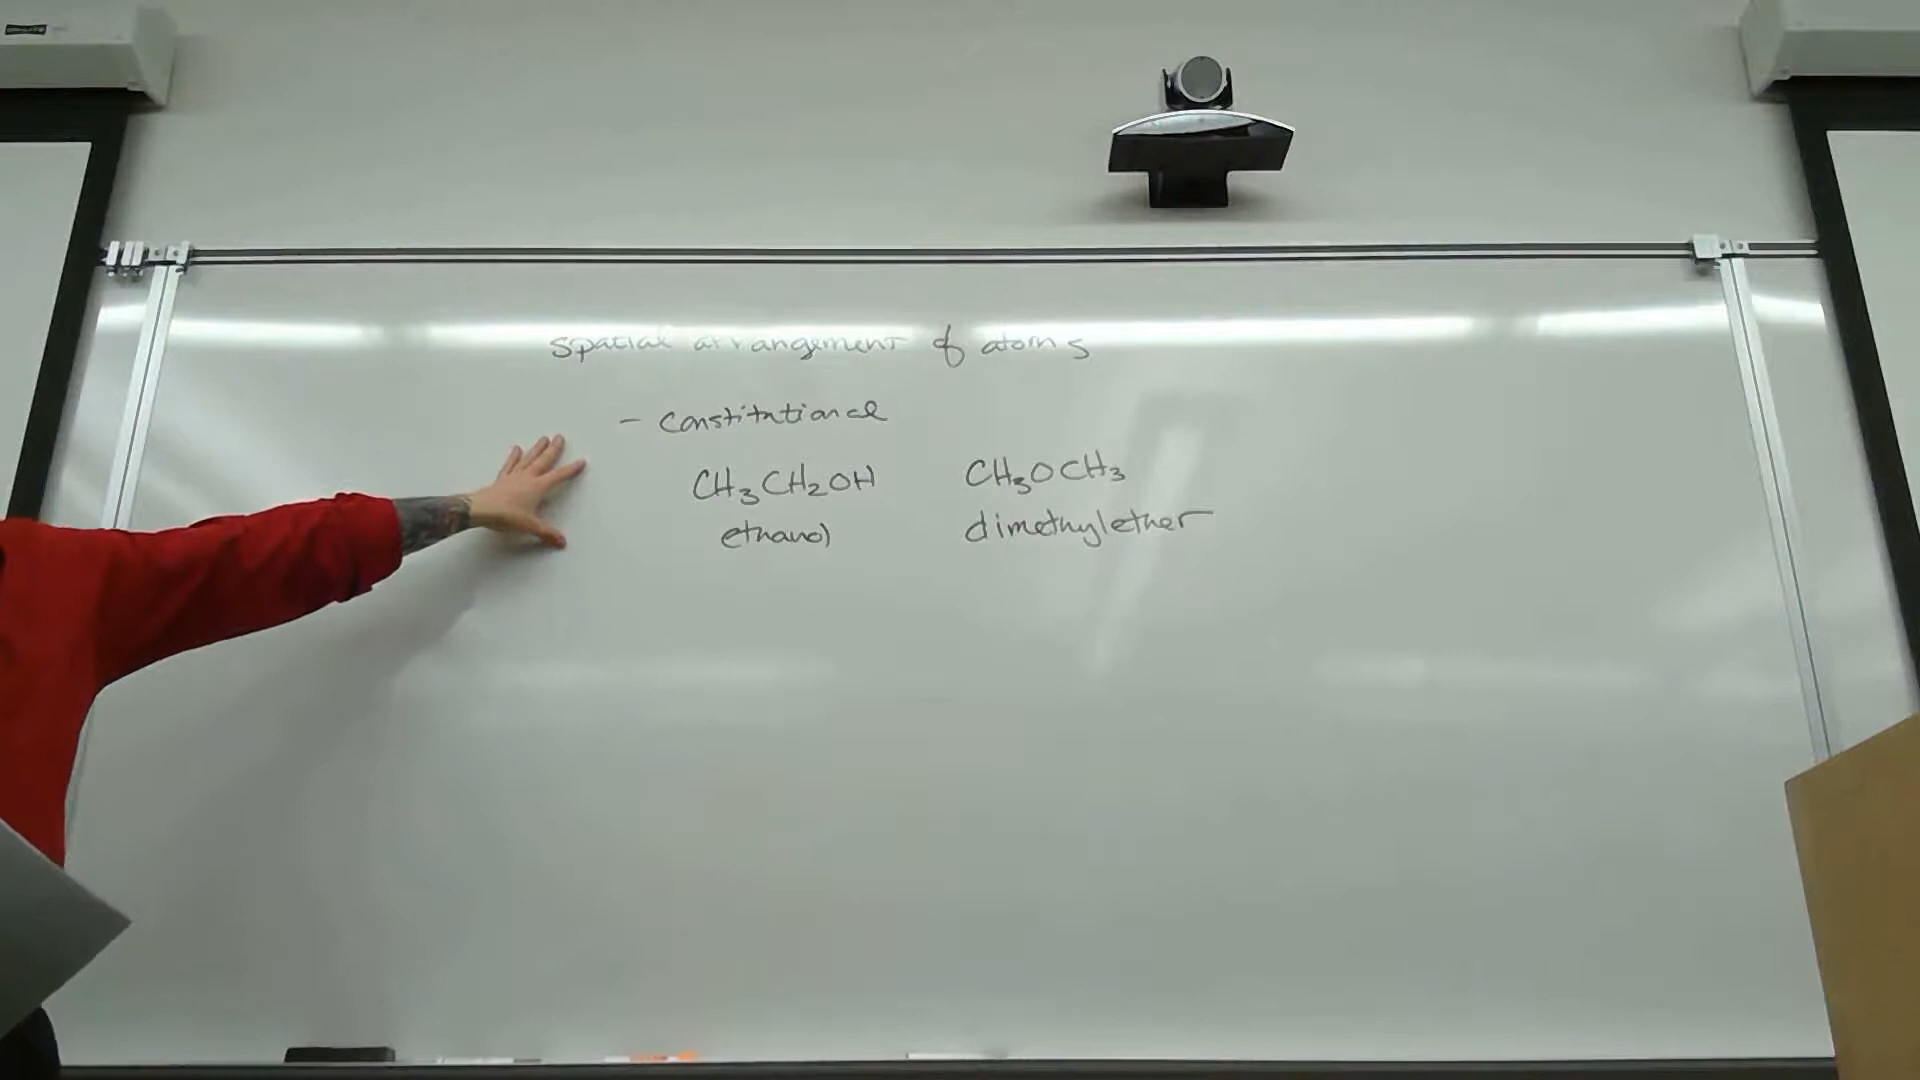 spatial arrangement of atoms
- Constitutional
CH₃CH₂OH CH₃OCH₃
ethanol dimethylether